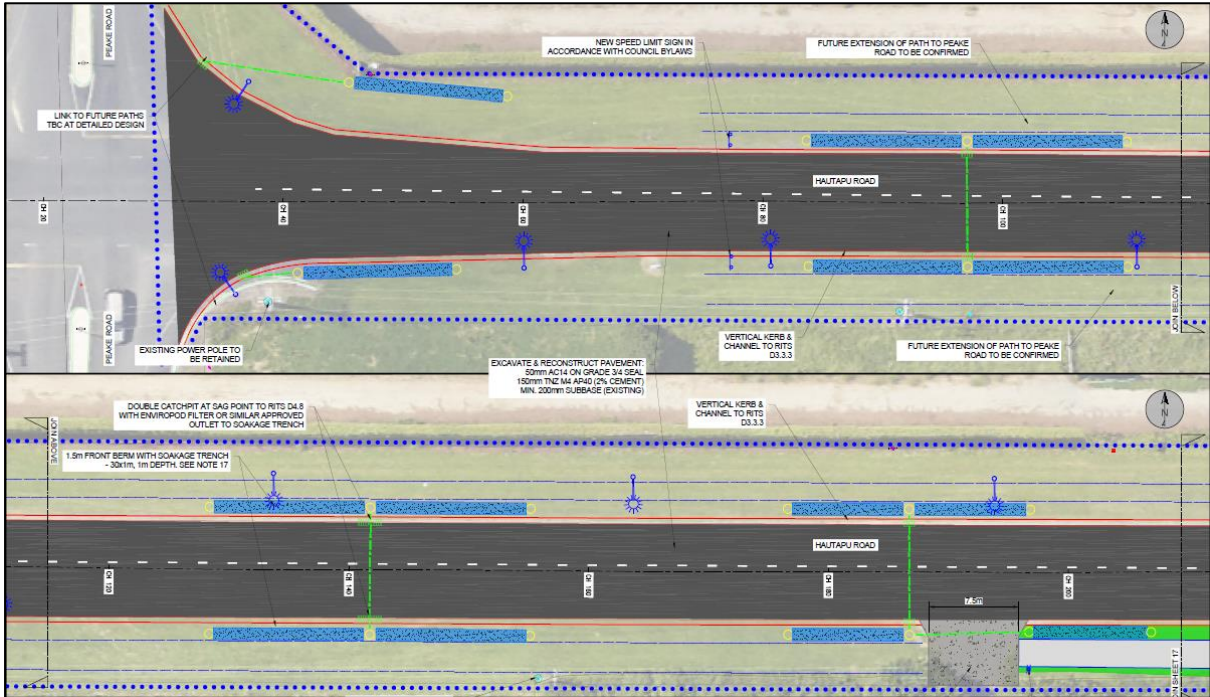 PEAKE ROAD
PEAKE ROAD
NEW SPEED LIMIT SIGN IN
ACCORDANCE WITH COUNCIL BYLAWS
FUTURE EXTENSION OF PATH TO PEAKE
ROAD TO BE CONFIRMED
N
LINK TO FUTURE PATHS
TBC AT DETAILED DESIGN
HAUTAPU ROAD
CH 20
CH 40
CH 60
CH 80
CH 100
PEAKE ROAD
PEAKE ROAD
JOIN BELOW
EXISTING POWER POLE TO
BE RETAINED
VERTICAL KERB &
CHANNEL TO RITS
D3.3.3
FUTURE EXTENSION OF PATH TO PEAKE
ROAD TO BE CONFIRMED
EXCAVATE & RECONSTRUCT PAVEMENT:
50mm AC14 ON GRADE 3/4 SEAL
150mm TNZ M4 AP40 (2% CEMENT)
MIN. 200mm SUBBASE (EXISTING)
JOIN ABOVE
DOUBLE CATCHPIT AT SAG POINT TO RITS D4.8
WITH ENVIROPOD FILTER OR SIMILAR APPROVED
OUTLET TO SOAKAGE TRENCH
VERTICAL KERB &
CHANNEL TO RITS
D3.3.3
N
1.5m FRONT BERM WITH SOAKAGE TRENCH
- 30x1m, 1m DEPTH. SEE NOTE 17
HAUTAPU ROAD
CH 120
CH 140
CH 160
CH 180
CH 200
7.5m
SHEET 17